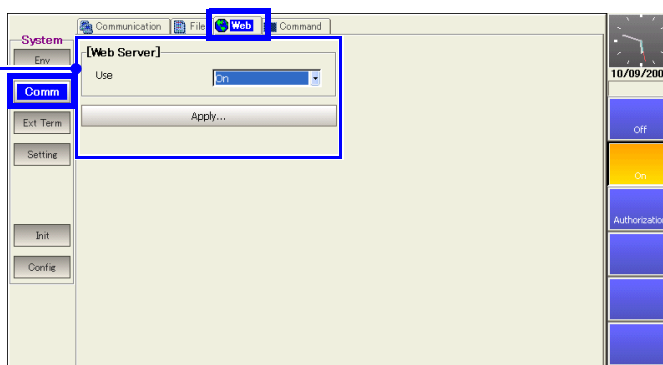 Communication
File
Web
Command
System
Env
Comm
Ext Term
Setting
Init
Config
[Web Server]
Use
On
Apply...
10/09/200
Off
On
Authorizatio